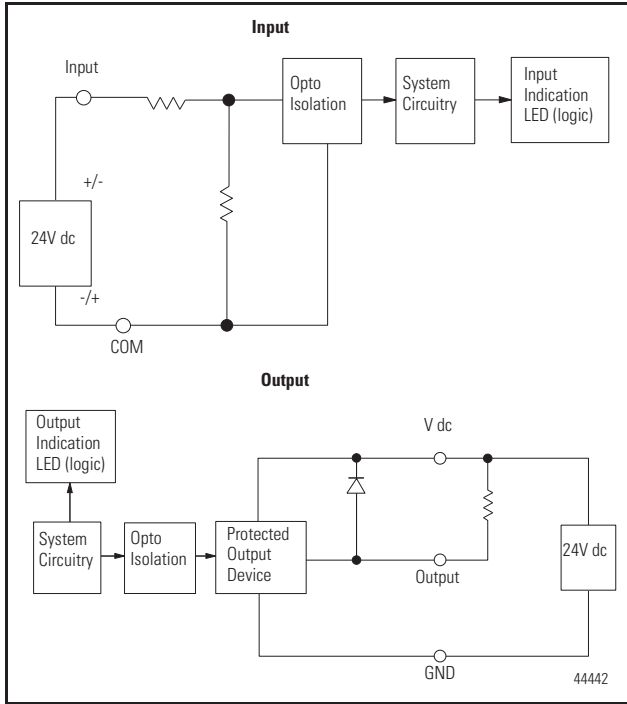 Input
Input
Opto
Isolation
System
Circuitry
Input
Indication
LED (logic)
+/-
24V dc
-/+
COM
Output
Output
Indication
LED (logic)
V dc
System
Circuitry
Opto
Isolation
Protected
Output
Device
24V dc
Output
GND
44442